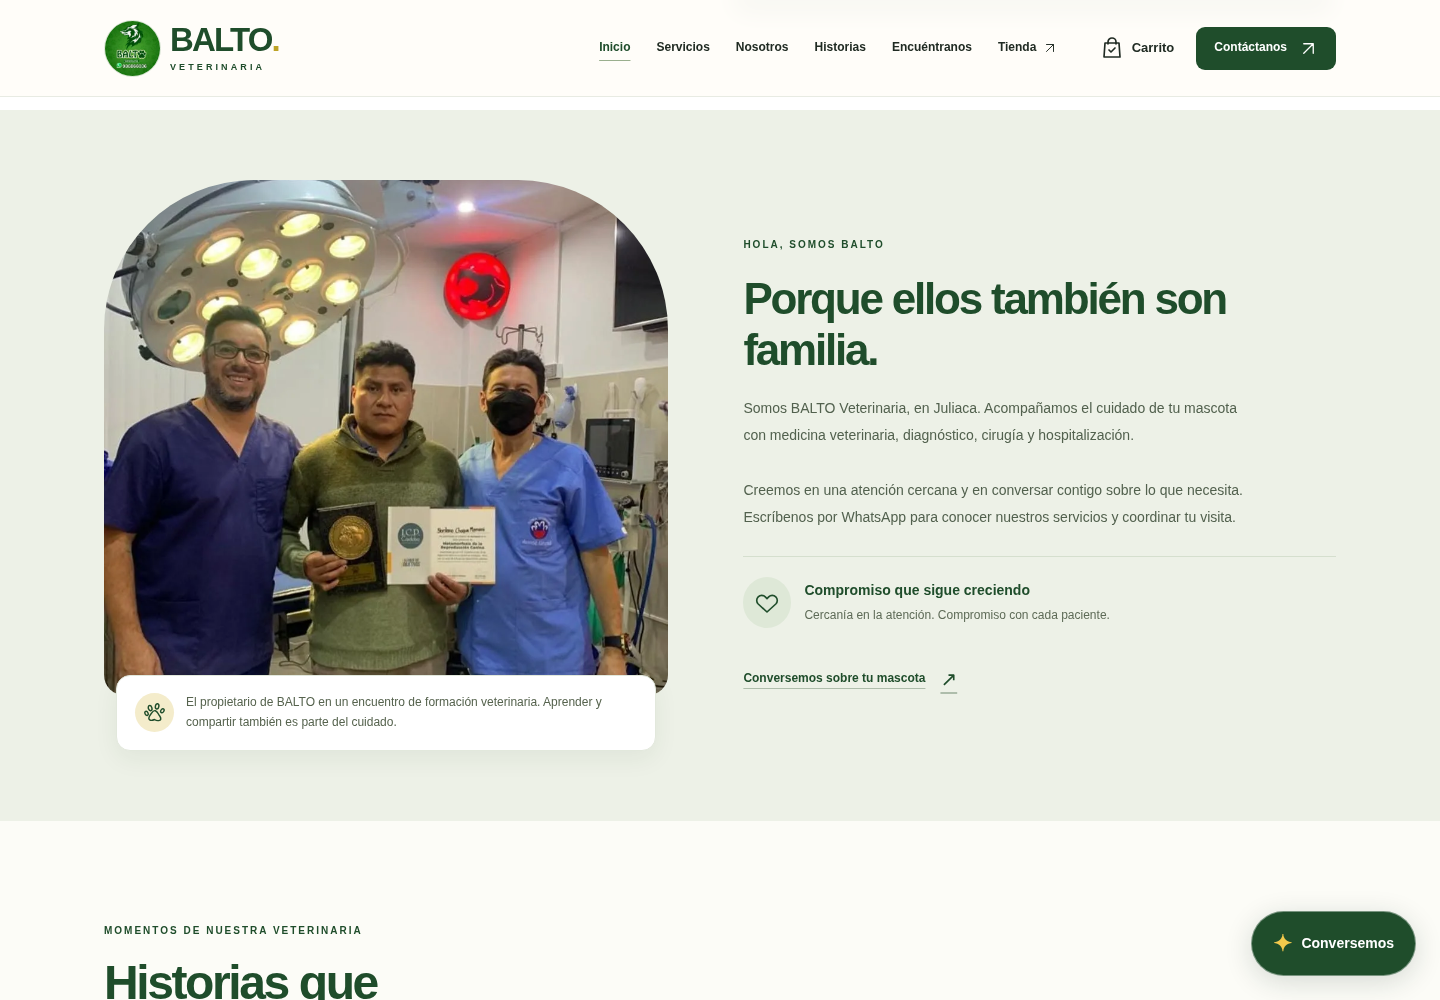 BALTO
BALTO.
VETERINARIA
Inicio
Servicios
Nosotros
Historias
Encuéntranos
Tienda
Carrito
Contáctanos
HOLA, SOMOS BALTO
Porque ellos también son
familia.
Somos BALTO Veterinaria, en Juliaca. Acompañamos el cuidado de tu mascota
con medicina veterinaria, diagnóstico, cirugía y hospitalización.
Creemos en una atención cercana y en conversar contigo sobre lo que necesita.
Escríbenos por WhatsApp para conocer nuestros servicios y coordinar tu visita.
Compromiso que sigue creciendo
Cercanía en la atención. Compromiso con cada paciente.
Conversemos sobre tu mascota
El propietario de BALTO en un encuentro de formación veterinaria. Aprender y
compartir también es parte del cuidado.
MOMENTOS DE NUESTRA VETERINARIA
Historias que
Conversemos